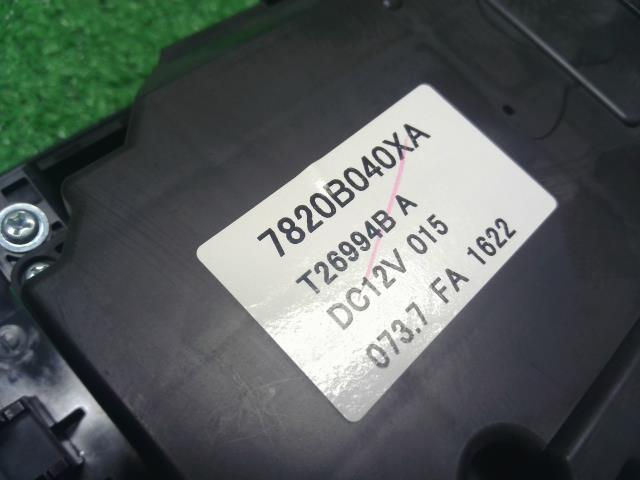 7820B040XA
T26994B A
DC12V 015
073.7 FA 1622